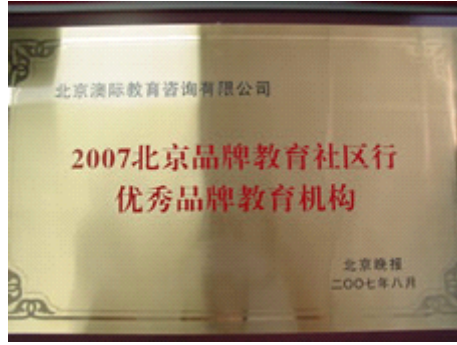 北京澳际教育咨询有限公司
2007北京品牌教育社区行
优秀品牌教育机构
北京晚报
二〇〇七年八月